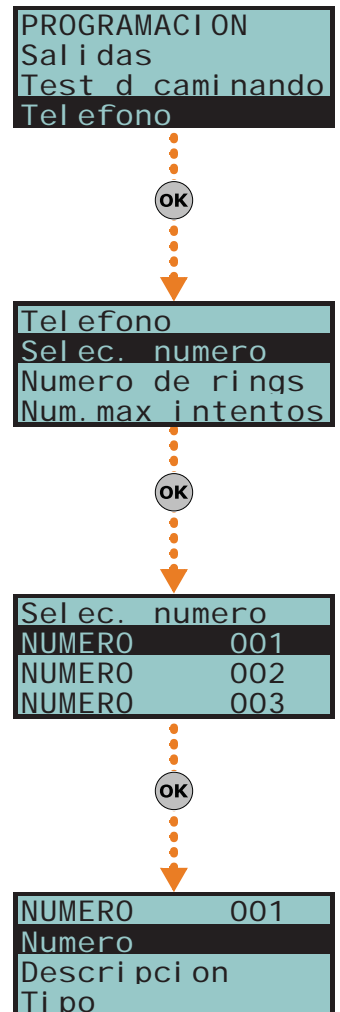 PROGRAMACION
Salidas
Test d caminando
Telefono
OK
Telefono
Selec. numero
Numero de rings
Num.max intentos
OK
Selec. numero
NUMERO 001
NUMERO 002
NUMERO 003
OK
NUMERO 001
Numero
Descripcion
Tipo